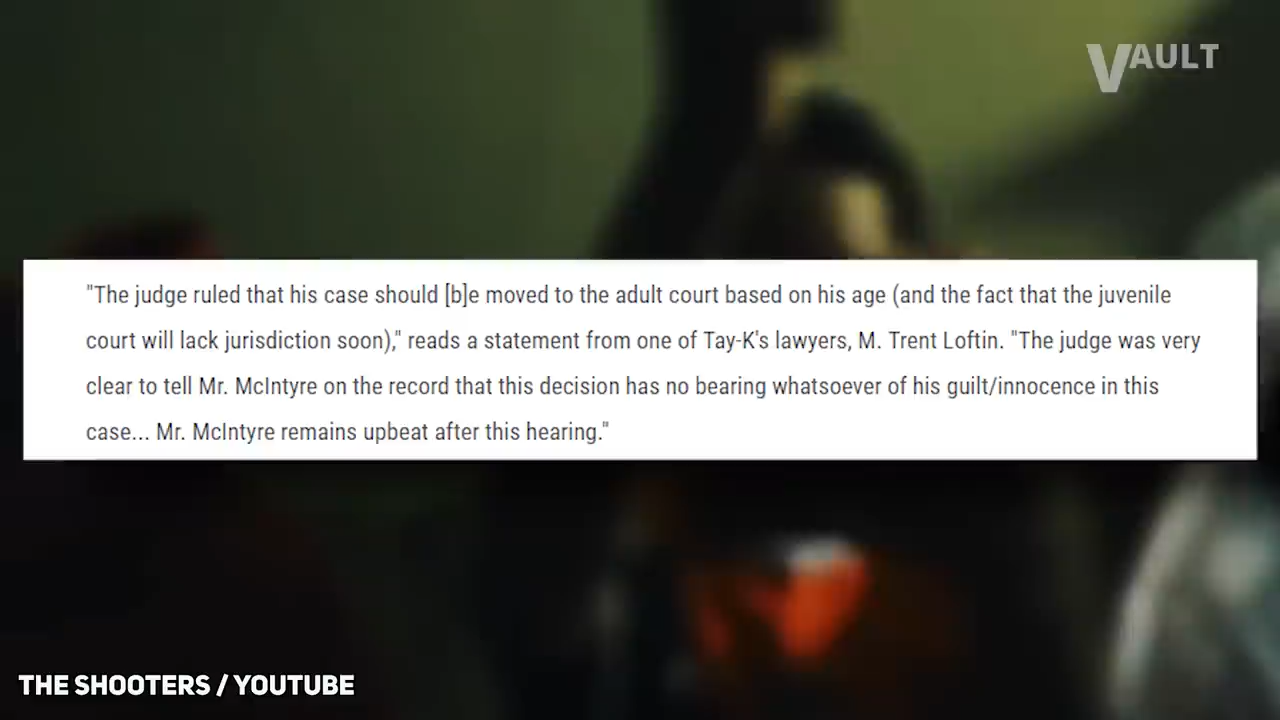 VAULT
"The judge ruled that his case should [b]e moved to the adult court based on his age (and the fact that the juvenile
court will lack jurisdiction soon)," reads a statement from one of Tay-K's lawyers, M. Trent Loftin. "The judge was very
clear to tell Mr. McIntyre on the record that this decision has no bearing whatsoever of his guilt/innocence in this
case... Mr. McIntyre remains upbeat after this hearing."
THE SHOOTERS / YOUTUBE